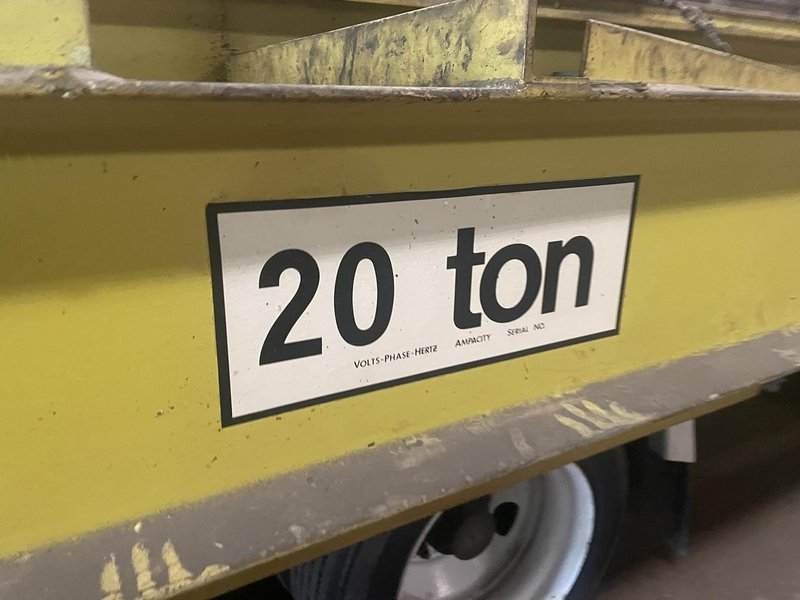 20 ton
VOLTS-PHASE-HERTZ AMPACITY SERIAL NO.